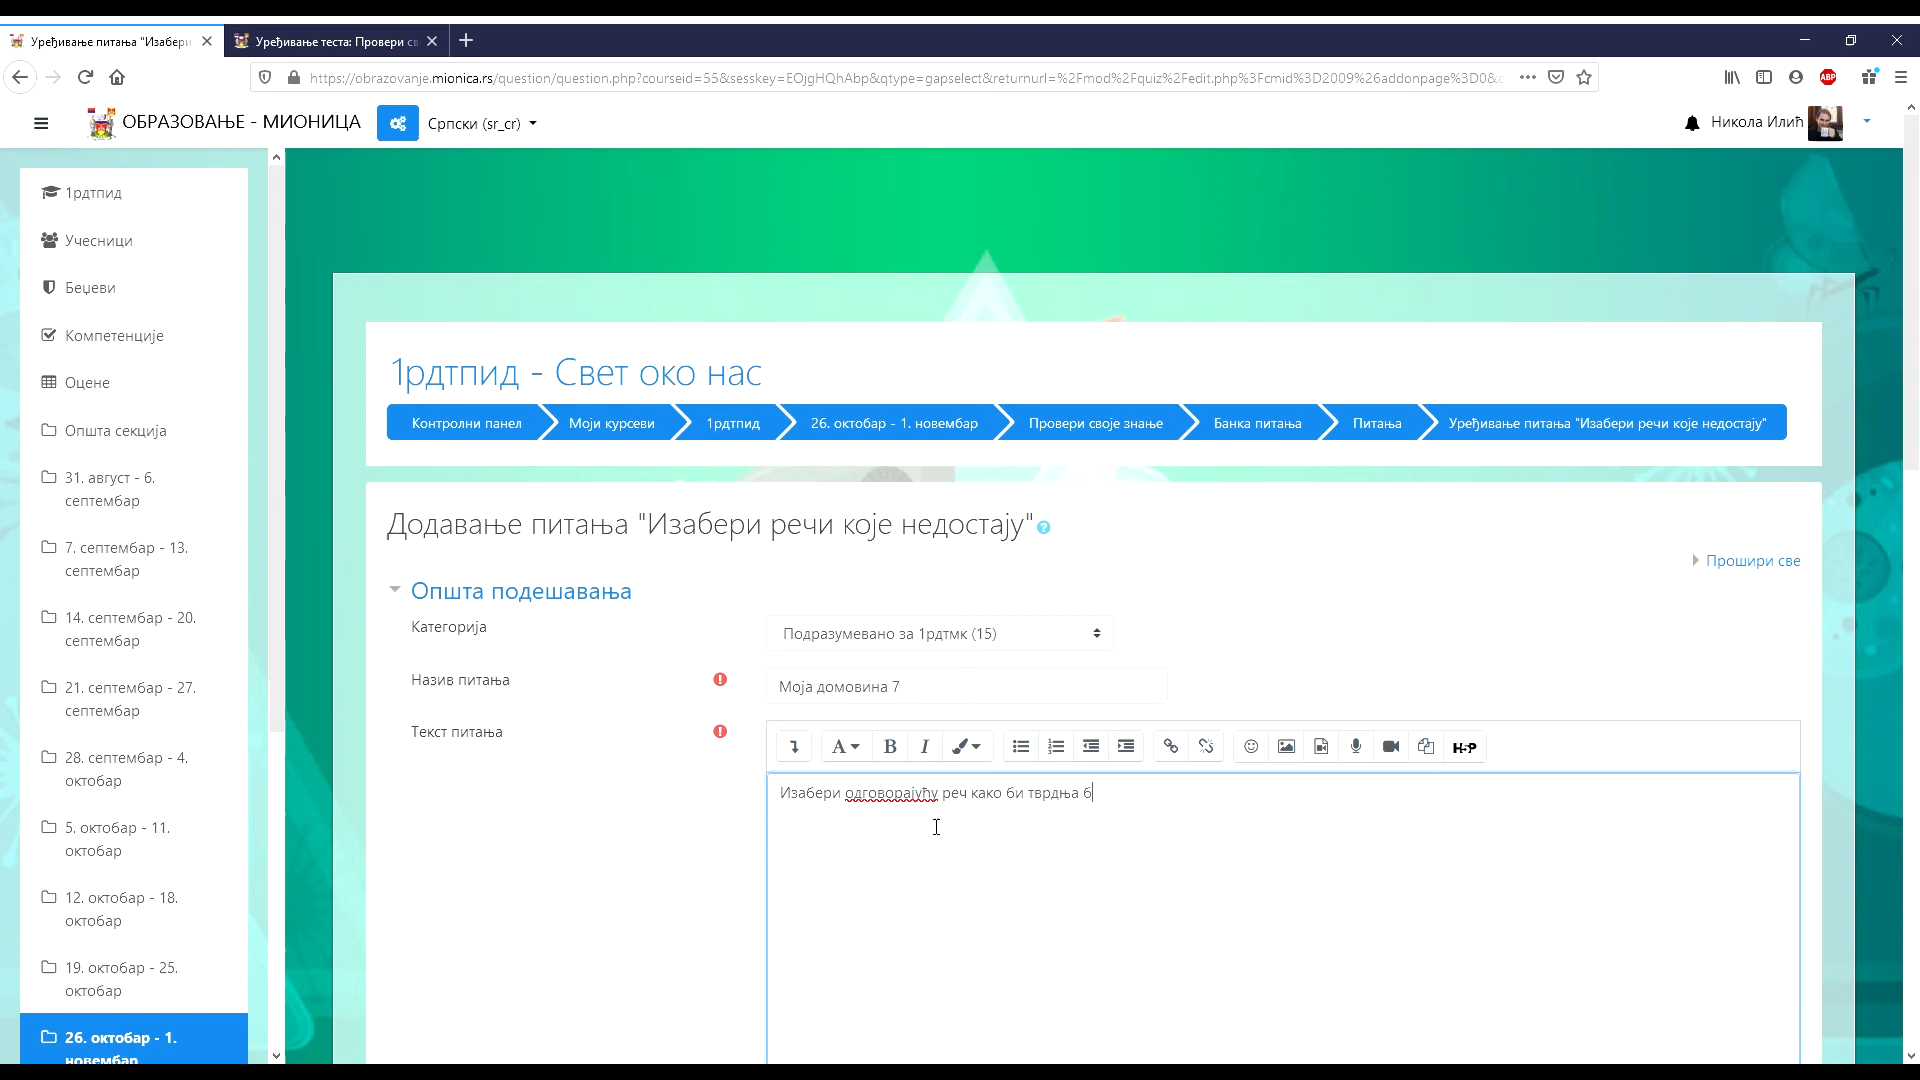 Уређивање питања "Изабери
Уређивање теста: Провери св
https://obrazovanje.mionica.rs/question/question.php?courseid=55&sesskey=EOjgHQhAbp&qtype=gapselect&returnurl=%2Fmod%2Fquiz%2Fedit.php%3Fcmid%3D2009%26addonpage%3D0&
ABP
ОБРАЗОВАЊЕ - МИОНИЦА
Српски (sr_cr)
Никола Илић
1рдтпид
Учесници
Беџеви
Компетенције
Оцене
Општа секција
31. август - 6.
септембар
7. септембар - 13.
септембар
14. септембар - 20.
септембар
21. септембар - 27.
септембар
28. септембар - 4.
октобар
5. октобар - 11.
октобар
12. октобар - 18.
октобар
19. октобар - 25.
октобар
26. октобар - 1.
новембар
1рдтпид - Свет око нас
Контролни панел Моји курсеви 1рдтпид 26. октобар - 1. новембар Провери своје знање Банка питања Питања Уређивање питања "Изабери речи које недостају"
Додавање питања "Изабери речи које недостају"
Прошири све
Општа подешавања
Категорија
Подразумевано за 1рдтмк (15)
Назив питања
Моја домовина 7
Текст питања
A B I H5P
Изабери одговорајућу реч како би тврдња б